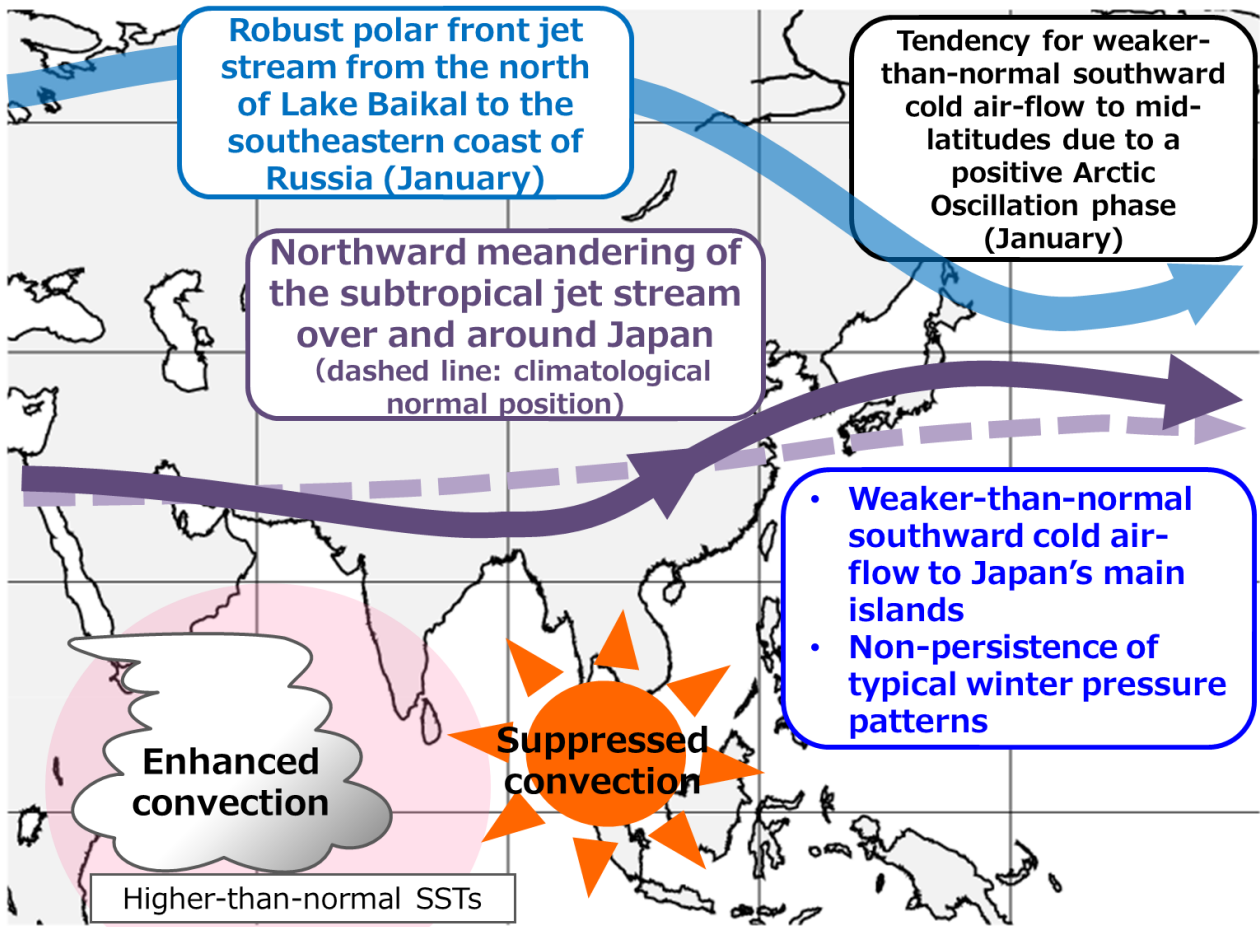 Robust polar front jet
stream from the north
of Lake Baikal to the
southeastern coast of
Russia (January)
Tendency for weaker-
than-normal southward
cold air-flow to mid-
latitudes due to a
positive Arctic
Oscillation phase
(January)
Northward meandering of
the subtropical jet stream
over and around Japan
(dashed line: climatological
normal position)
• Weaker-than-normal
southward cold air-
flow to Japan’s main
islands
• Non-persistence of
typical winter pressure
patterns
Enhanced
convection
Suppressed
convection
Higher-than-normal SSTs